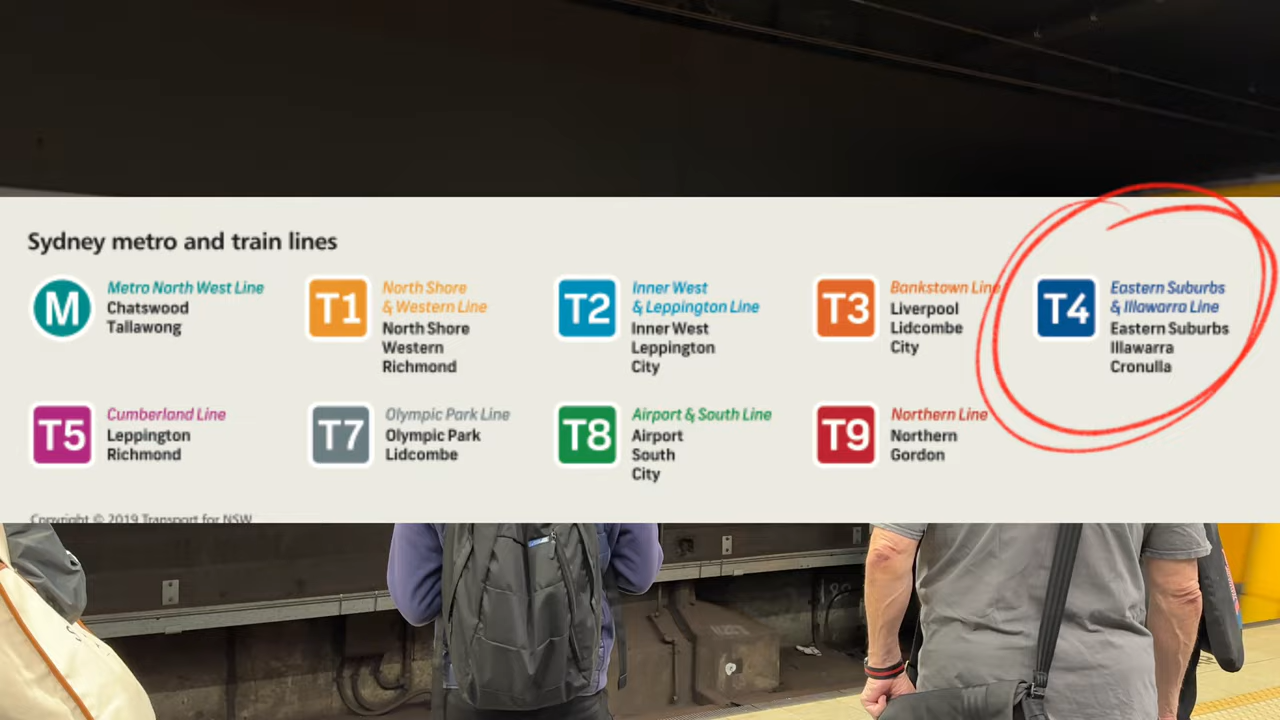 Sydney metro and train lines
M
Metro North West Line
Chatswood
Tallawong
T1
North Shore
& Western Line
North Shore
Western
Richmond
T2
Inner West
& Leppington Line
Inner West
Leppington
City
T3
Bankstown Line
Liverpool
Lidcombe
City
T4
Eastern Suburbs
& Illawarra Line
Eastern Suburbs
Illawarra
Cronulla
T5
Cumberland Line
Leppington
Richmond
T7
Olympic Park Line
Olympic Park
Lidcombe
T8
Airport & South Line
Airport
South
City
T9
Northern Line
Northern
Gordon
Copyright © 2019 Transport for NSW